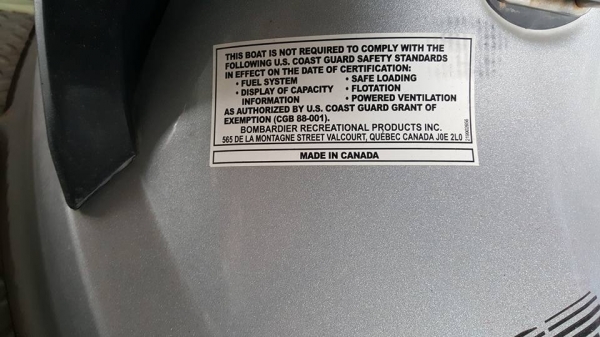 THIS BOAT IS NOT REQUIRED TO COMPLY WITH THE
FOLLOWING U.S. COAST GUARD SAFETY STANDARDS
IN EFFECT ON THE DATE OF CERTIFICATION:
• FUEL SYSTEM • SAFE LOADING
• DISPLAY OF CAPACITY • FLOTATION
INFORMATION • POWERED VENTILATION
AS AUTHORIZED BY U.S. COAST GUARD GRANT OF
EXEMPTION (CGB 88-001).
BOMBARDIER RECREATIONAL PRODUCTS INC.
565 DE LA MONTAGNE STREET VALCOURT, QUÉBEC CANADA J0E 2L0
MADE IN CANADA